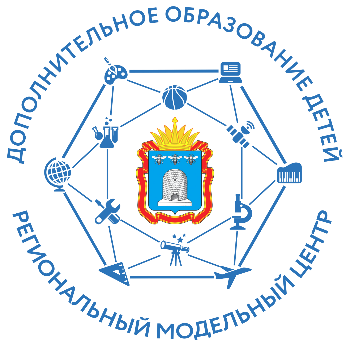 ДОПОЛНИТЕЛЬНОЕ ОБРАЗОВАНИЕ ДЕТЕЙ
РЕГИОНАЛЬНЫЙ МОДЕЛЬНЫЙ ЦЕНТР